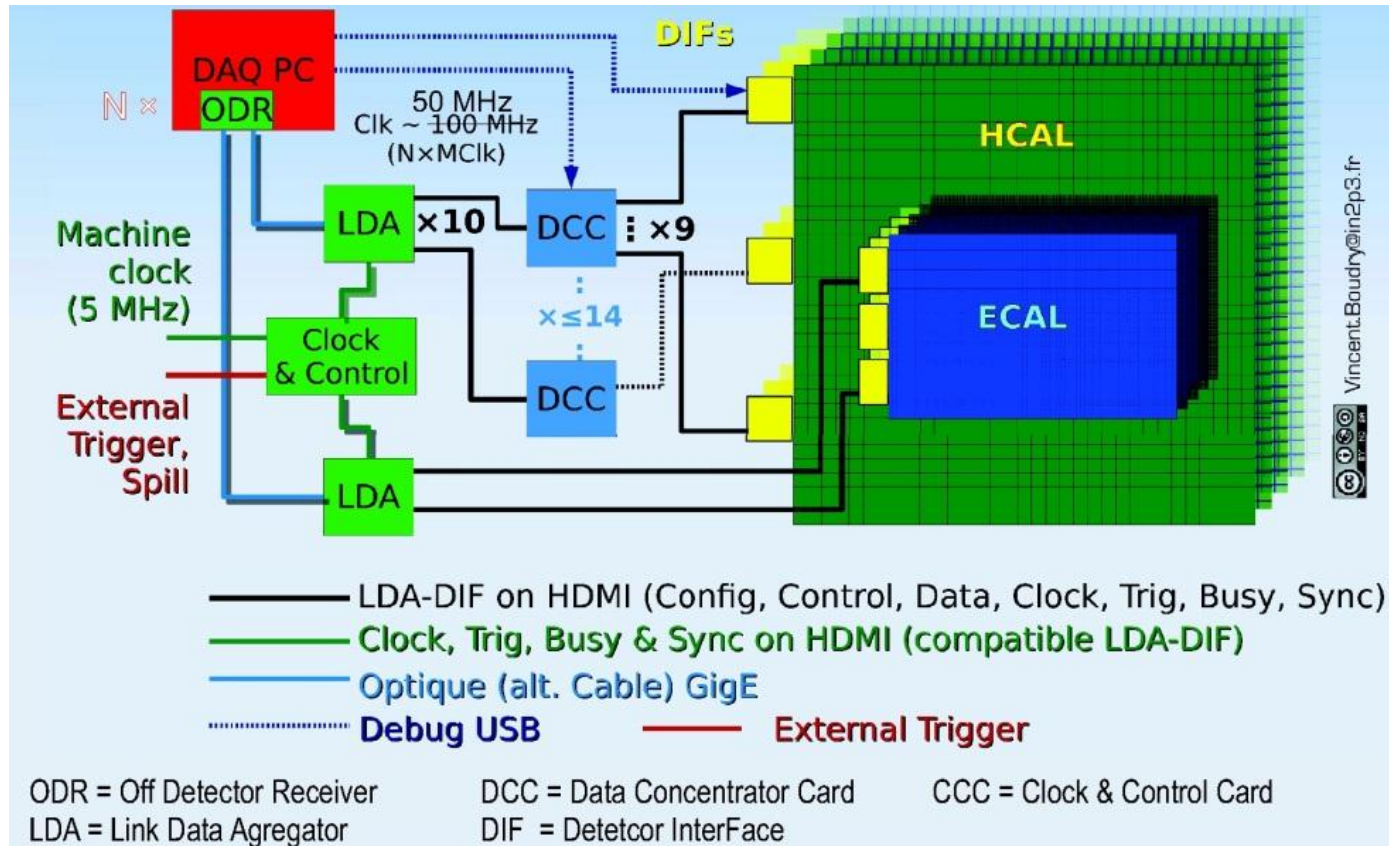 DIFs
DAQ PC
N ×
ODR
50 MHz
Clk ~ 100 MHz
(N×MClk)
HCAL
LDA
×10
DCC
⋮ ×9
Machine
clock
(5 MHz)
⋮
×≤14
⋮
ECAL
Clock
& Control
DCC
External
Trigger,
Spill
LDA
Vincent.Boudry@in2p3.fr
cc
BY NC SA
LDA-DIF on HDMI (Config, Control, Data, Clock, Trig, Busy, Sync)
Clock, Trig, Busy & Sync on HDMI (compatible LDA-DIF)
Optique (alt. Cable) GigE
Debug USB
External Trigger
ODR = Off Detector Receiver
DCC = Data Concentrator Card
CCC = Clock & Control Card
LDA = Link Data Agregator
DIF = Detetcor InterFace